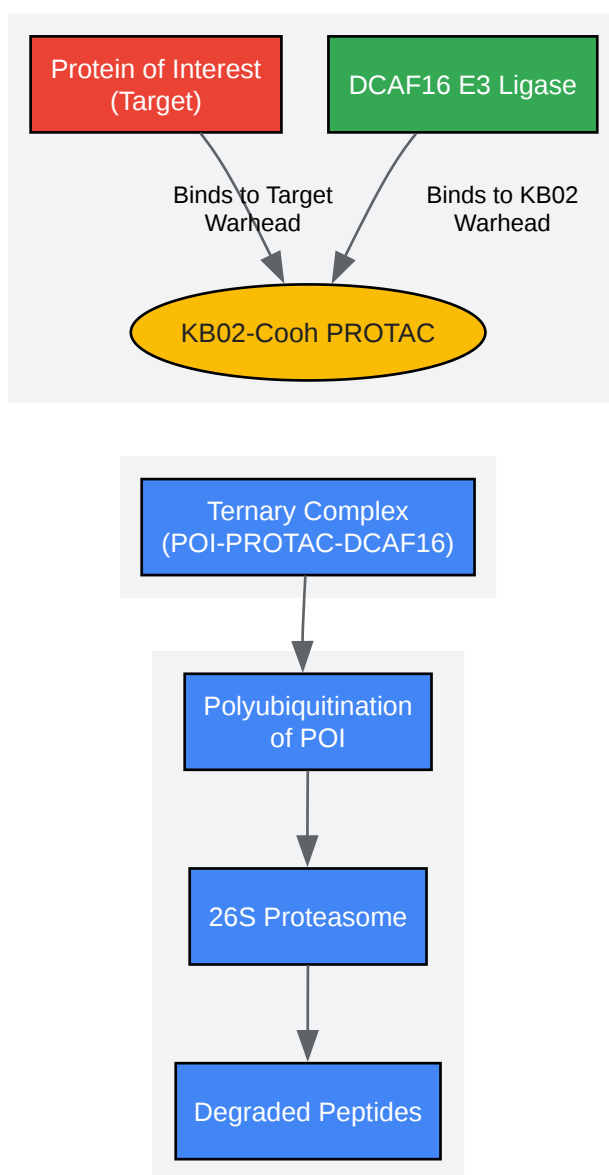 Protein of Interest
(Target)
DCAF16 E3 Ligase
Binds to Target
Warhead
Binds to KB02
Warhead
KB02-Cooh PROTAC
Ternary Complex
(POI-PROTAC-DCAF16)
Polyubiquitination
of POI
26S Proteasome
Degraded Peptides